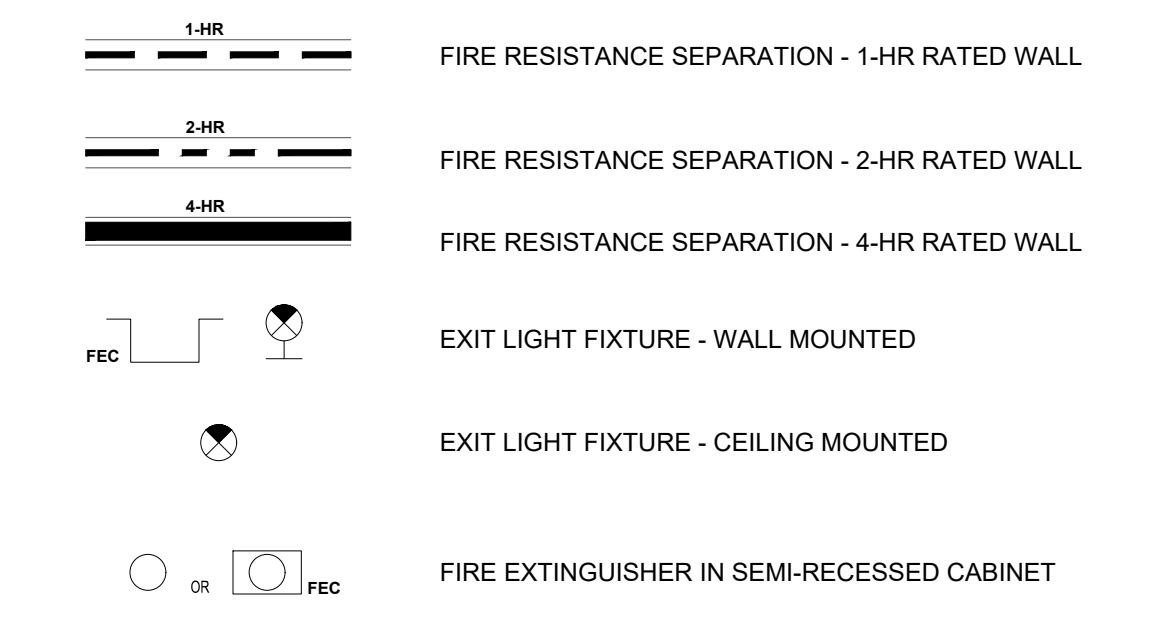 1-HR
FIRE RESISTANCE SEPARATION - 1-HR RATED WALL
2-HR
FIRE RESISTANCE SEPARATION - 2-HR RATED WALL
4-HR
FIRE RESISTANCE SEPARATION - 4-HR RATED WALL
FEC
EXIT LIGHT FIXTURE - WALL MOUNTED
EXIT LIGHT FIXTURE - CEILING MOUNTED
OR FEC
FIRE EXTINGUISHER IN SEMI-RECESSED CABINET